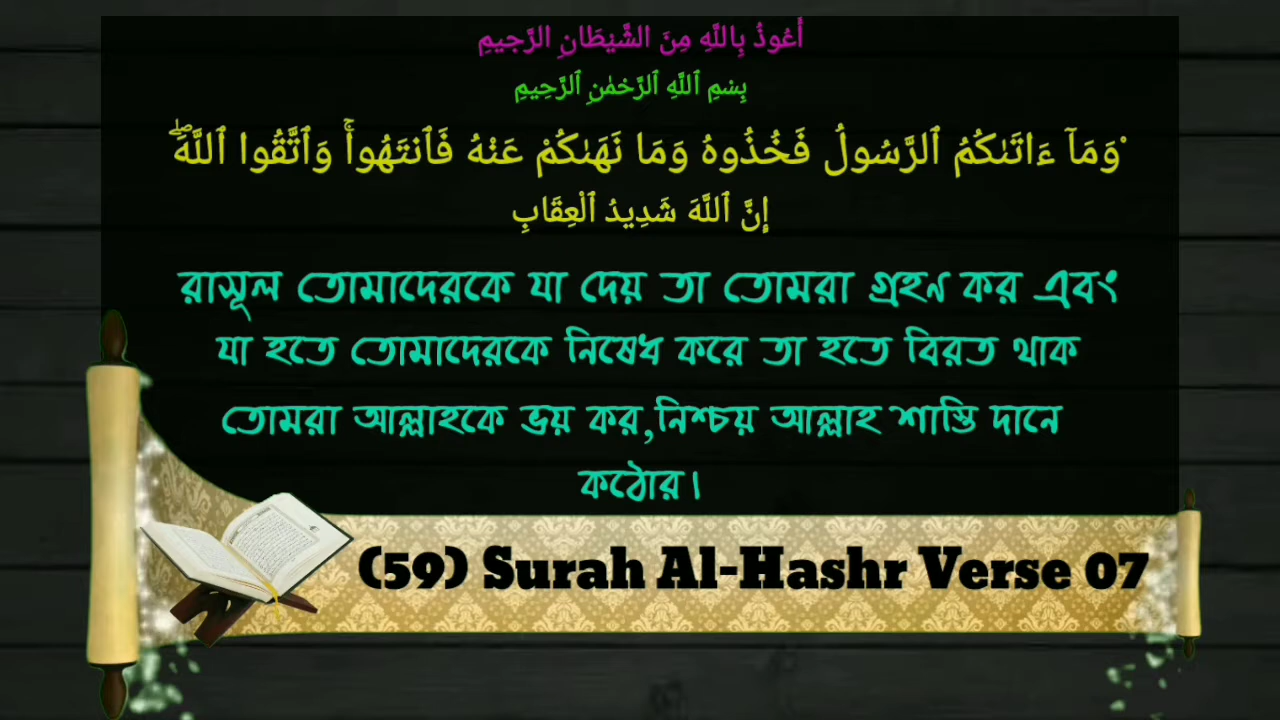 أَعُوذُ بِاللَّهِ مِنَ الشَّيْطَانِ الرَّجِيمِ
بِسْمِ ٱللَّهِ ٱلرَّحْمَٰنِ ٱلرَّحِيمِ
وَمَآ ءَاتَىٰكُمُ ٱلرَّسُولُ فَخُذُوهُ وَمَا نَهَىٰكُمْ عَنْهُ فَٱنتَهُوا۟ۚ وَٱتَّقُوا ٱللَّهَۖ
إِنَّ ٱللَّهَ شَدِيدُ ٱلْعِقَابِ
রাসূল তোমাদেরকে যা দেয় তা তোমরা গ্রহণ কর এবং
যা হতে তোমাদেরকে নিষেধ করে তা হতে বিরত থাক
তোমরা আল্লাহকে ভয় কর,নিশ্চয় আল্লাহ শাস্তি দানে
কঠোর।
(59) Surah Al-Hashr Verse 07